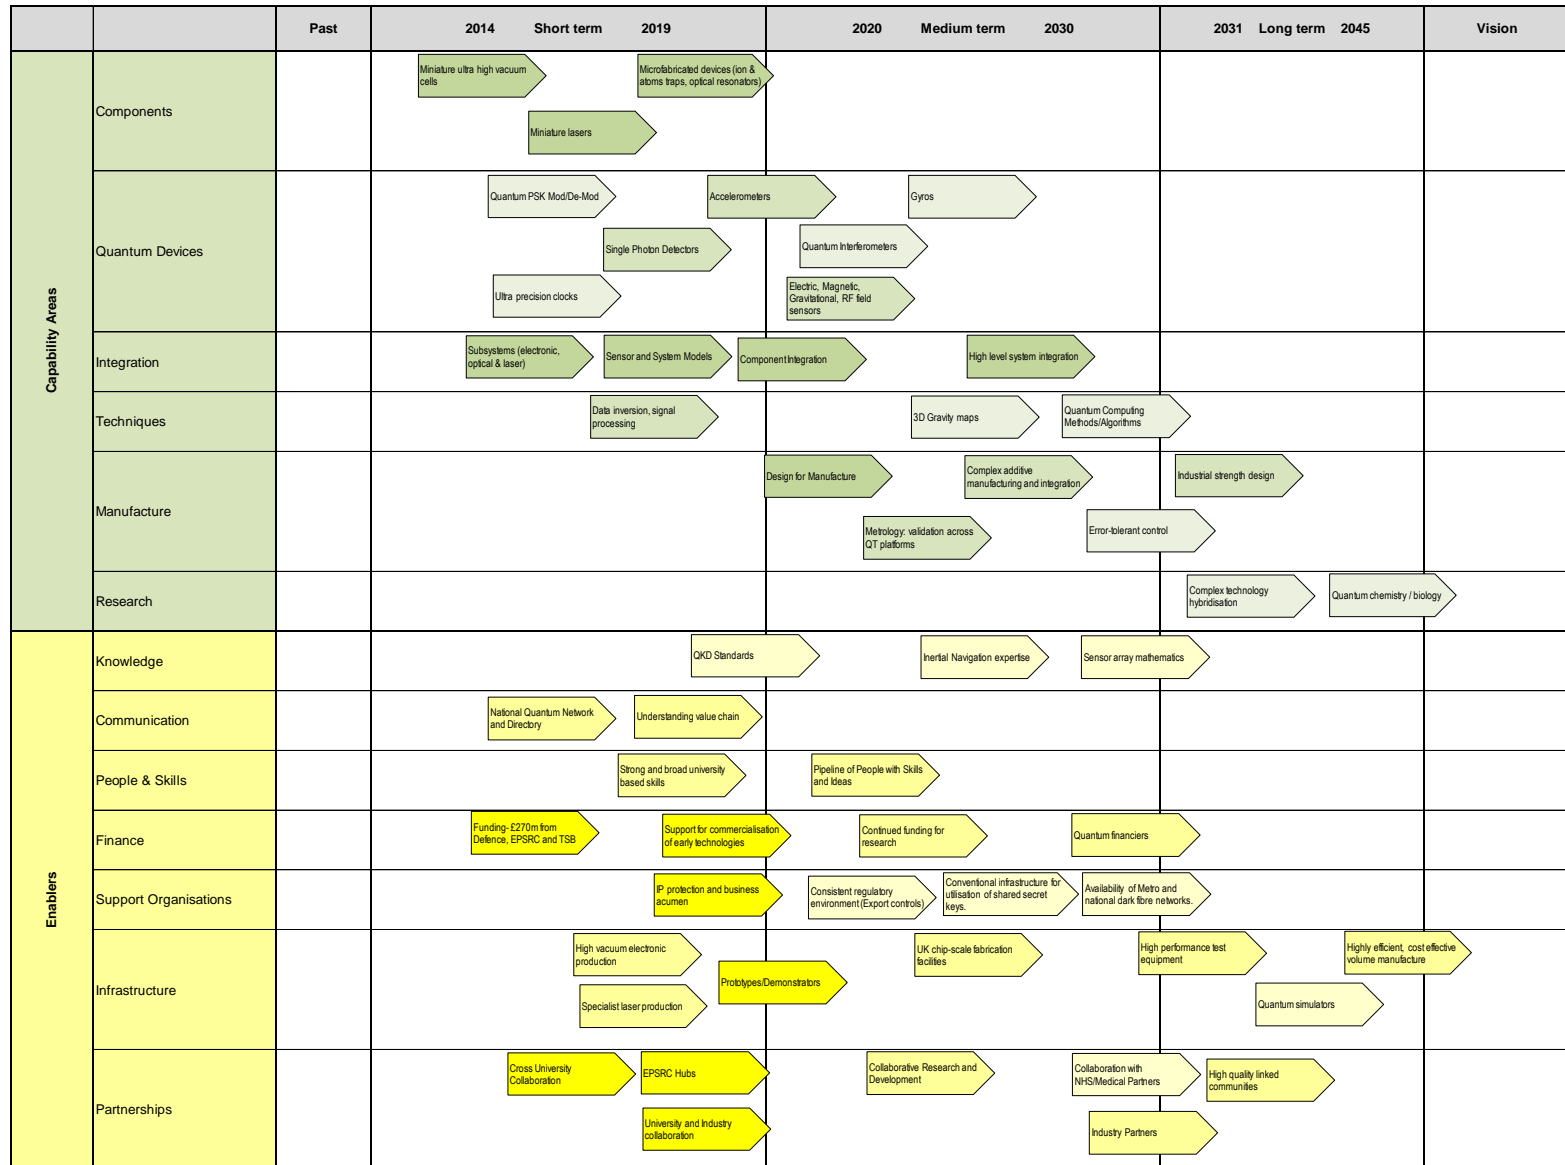 Past
2014 Short term 2019
2020 Medium term 2030
2031 Long term 2045
Vision
Capability Areas
Components
Miniature ultra high vacuum
cells
Microfabricated devices (ion &
atoms traps, optical resonators)
Miniature lasers
Quantum Devices
Quantum PSK Mod/De-Mod
Accelerometers
Gyros
Single Photon Detectors
Quantum Interferometers
Ultra precision clocks
Electric, Magnetic,
Gravitational, RF field
sensors
Integration
Subsystems (electronic,
optical & laser)
Sensor and System Models
Component Integration
High level system integration
Techniques
Data inversion, signal
processing
3D Gravity maps
Quantum Computing
Methods/Algorithms
Manufacture
Design for Manufacture
Complex additive
manufacturing and integration
Industrial strength design
Metrology: validation across
QT platforms
Error-tolerant control
Research
Complex technology
hybridisation
Quantum chemistry / biology
Enablers
Knowledge
QKD Standards
Inertial Navigation expertise
Sensor array mathematics
Communication
National Quantum Network
and Directory
Understanding value chain
People & Skills
Strong and broad university
based skills
Pipeline of People with Skills
and Ideas
Finance
Funding- £270m from
Defence, EPSRC and TSB
Support for commercialisation
of early technologies
Continued funding for
research
Quantum financiers
Support Organisations
IP protection and business
acumen
Consistent regulatory
environment (Export controls)
Conventional infrastructure for
utilisation of shared secret
keys.
Availability of Metro and
national dark fibre networks.
Infrastructure
High vacuum electronic
production
Prototypes/Demonstrators
UK chip-scale fabrication
facilities
High performance test
equipment
Highly efficient, cost effective
volume manufacture
Specialist laser production
Quantum simulators
Partnerships
Cross University
Collaboration
EPSRC Hubs
Collaborative Research and
Development
Collaboration with
NHS/Medical Partners
High quality linked
communities
University and Industry
collaboration
Industry Partners